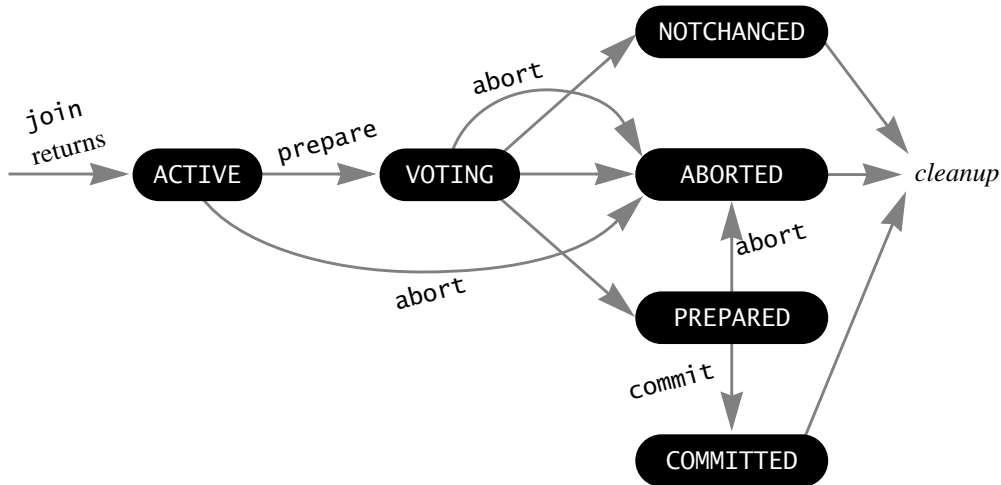 NOTCHANGED
abort
join
returns
prepare
ACTIVE
VOTING
ABORTED
cleanup
abort
abort
PREPARED
commit
COMMITTED